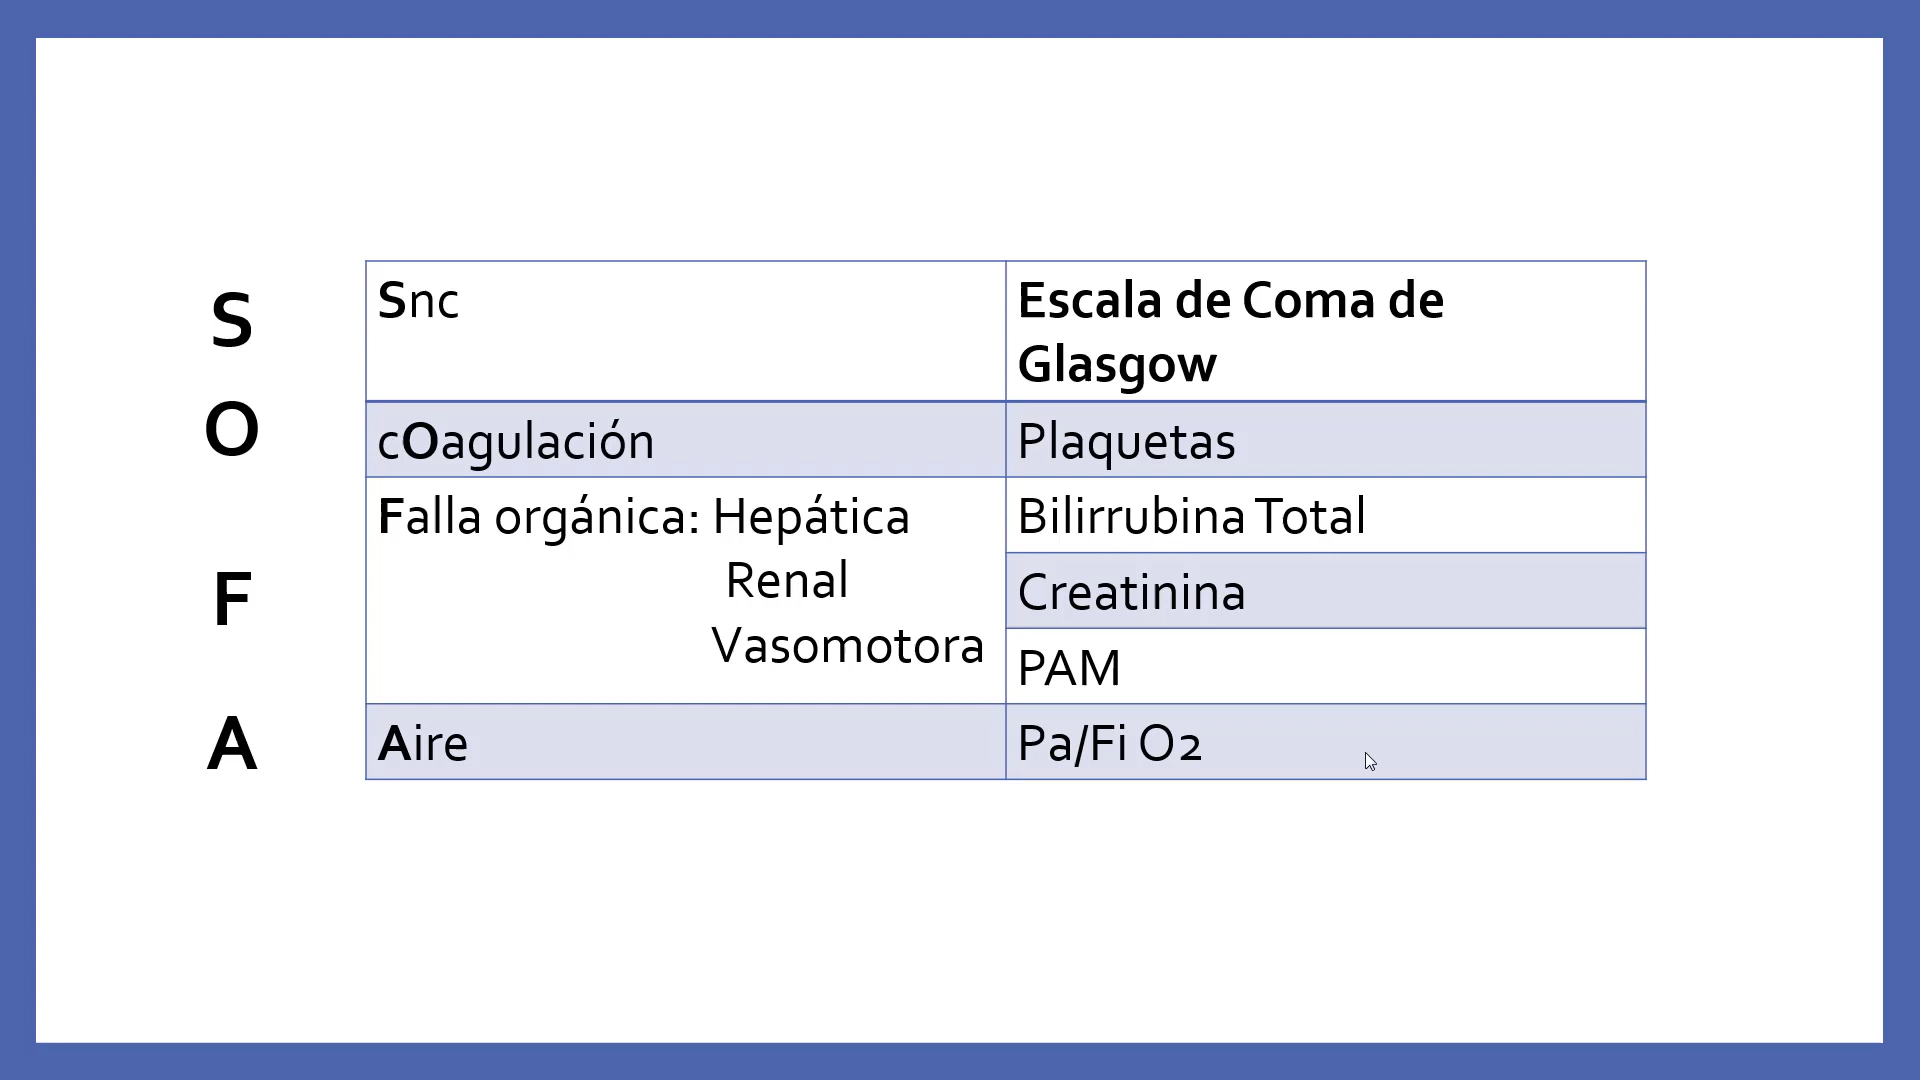 S
Snc
Escala de Coma de
Glasgow
O
cOagulación
Plaquetas
F
Falla orgánica: Hepática
Renal
Vasomotora
Bilirrubina Total
Creatinina
PAM
A
Aire
Pa/Fi O2